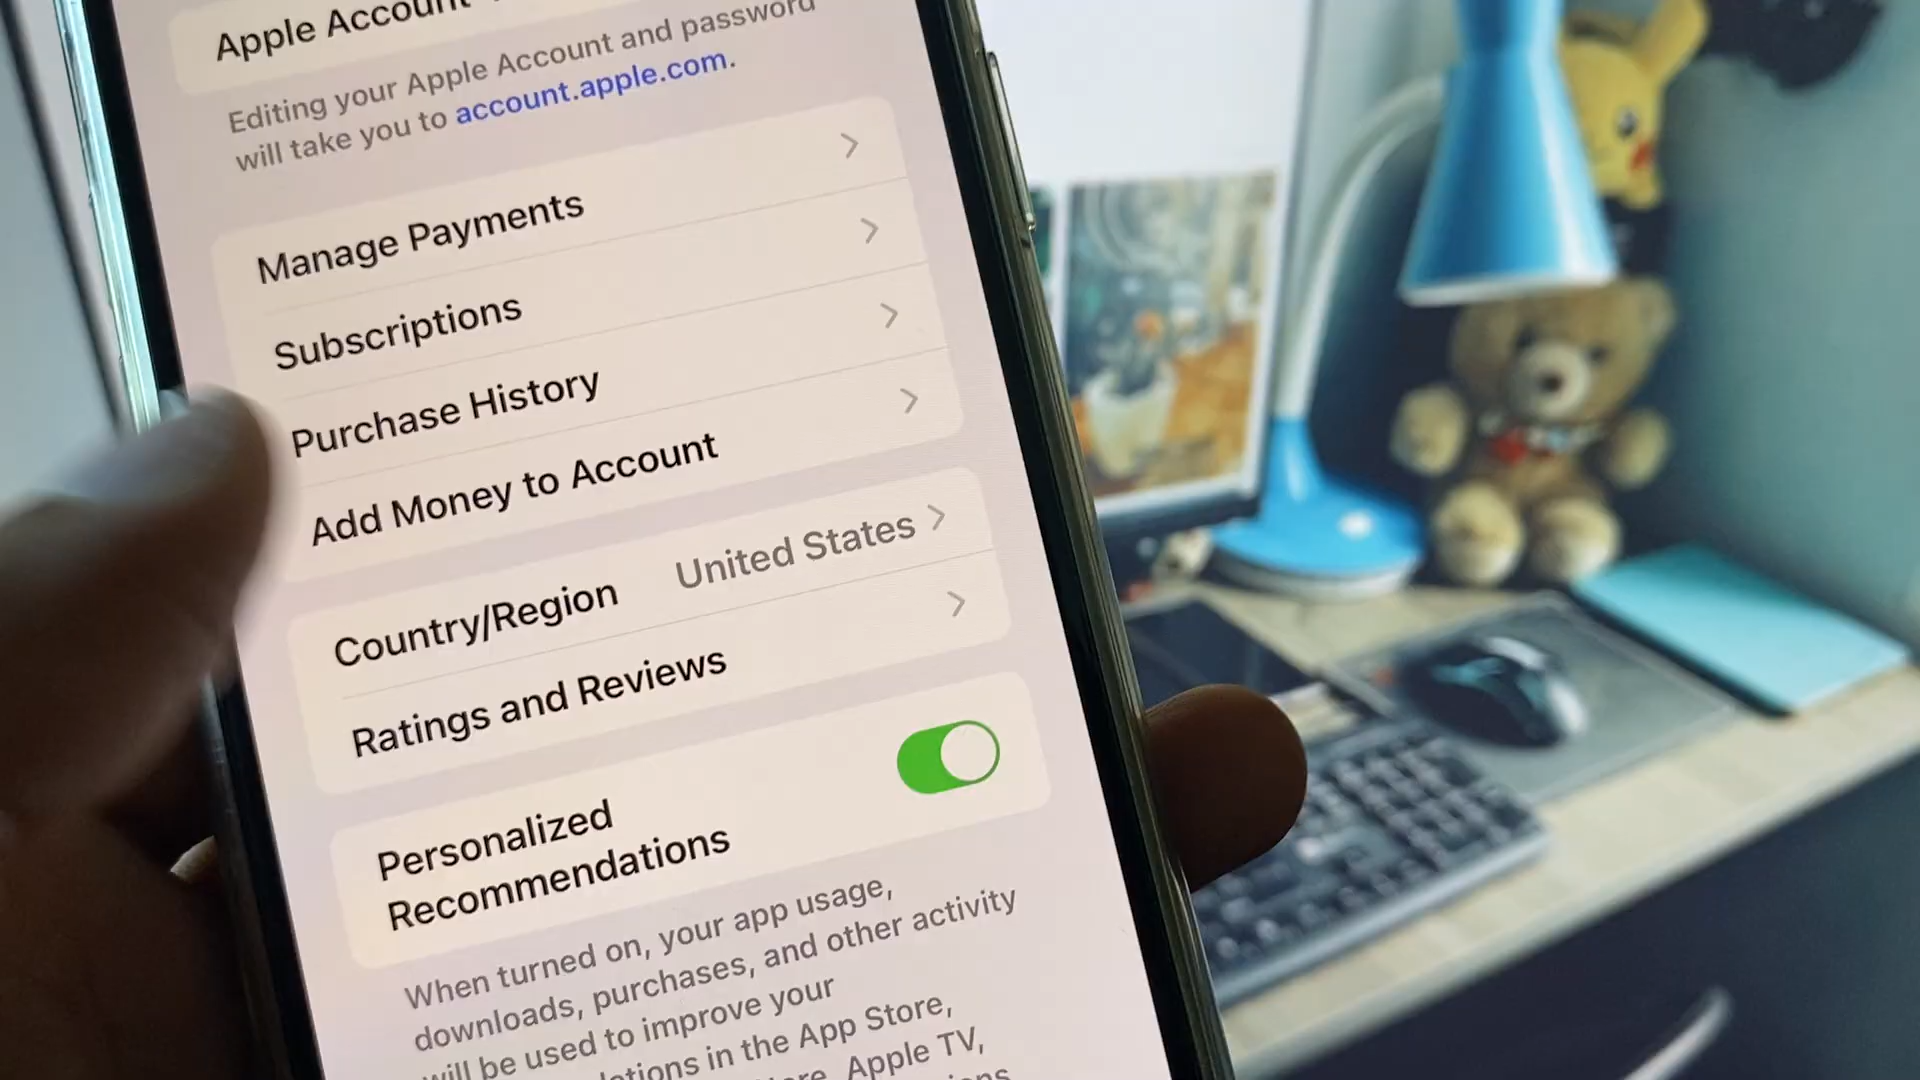 Apple Account
Editing your Apple Account and password
will take you to account.apple.com.
Manage Payments
Subscriptions
Purchase History
Add Money to Account
Country/Region United States
Ratings and Reviews
Personalized
Recommendations
When turned on, your app usage,
downloads, purchases, and other activity
will be used to improve your
in the App Store,
Apple TV,